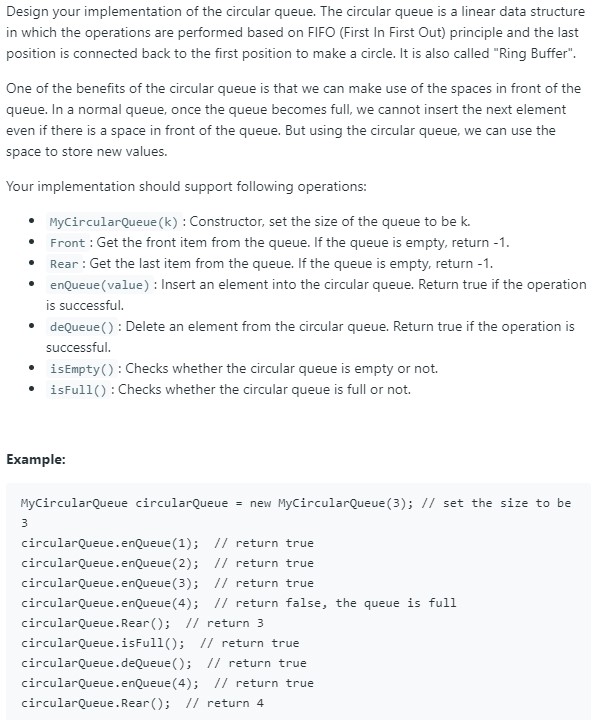 Design your implementation of the circular queue. The circular queue is a linear data structure
in which the operations are performed based on FIFO (First In First Out) principle and the last
position is connected back to the first position to make a circle. It is also called "Ring Buffer".
One of the benefits of the circular queue is that we can make use of the spaces in front of the
queue. In a normal queue, once the queue becomes full, we cannot insert the next element
even if there is a space in front of the queue. But using the circular queue, we can use the
space to store new values.
Your implementation should support following operations:
• MyCircularQueue(k) : Constructor, set the size of the queue to be k.
• Front : Get the front item from the queue. If the queue is empty, return -1.
• Rear : Get the last item from the queue. If the queue is empty, return -1.
• enQueue(value) : Insert an element into the circular queue. Return true if the operation
is successful.
• deQueue() : Delete an element from the circular queue. Return true if the operation is
successful.
• isEmpty() : Checks whether the circular queue is empty or not.
• isFull() : Checks whether the circular queue is full or not.
Example:
MyCircularQueue circularQueue = new MyCircularQueue(3); // set the size to be
3
circularQueue.enQueue(1);  // return true
circularQueue.enQueue(2);  // return true
circularQueue.enQueue(3);  // return true
circularQueue.enQueue(4);  // return false, the queue is full
circularQueue.Rear();  // return 3
circularQueue.isFull();  // return true
circularQueue.deQueue();  // return true
circularQueue.enQueue(4);  // return true
circularQueue.Rear();  // return 4